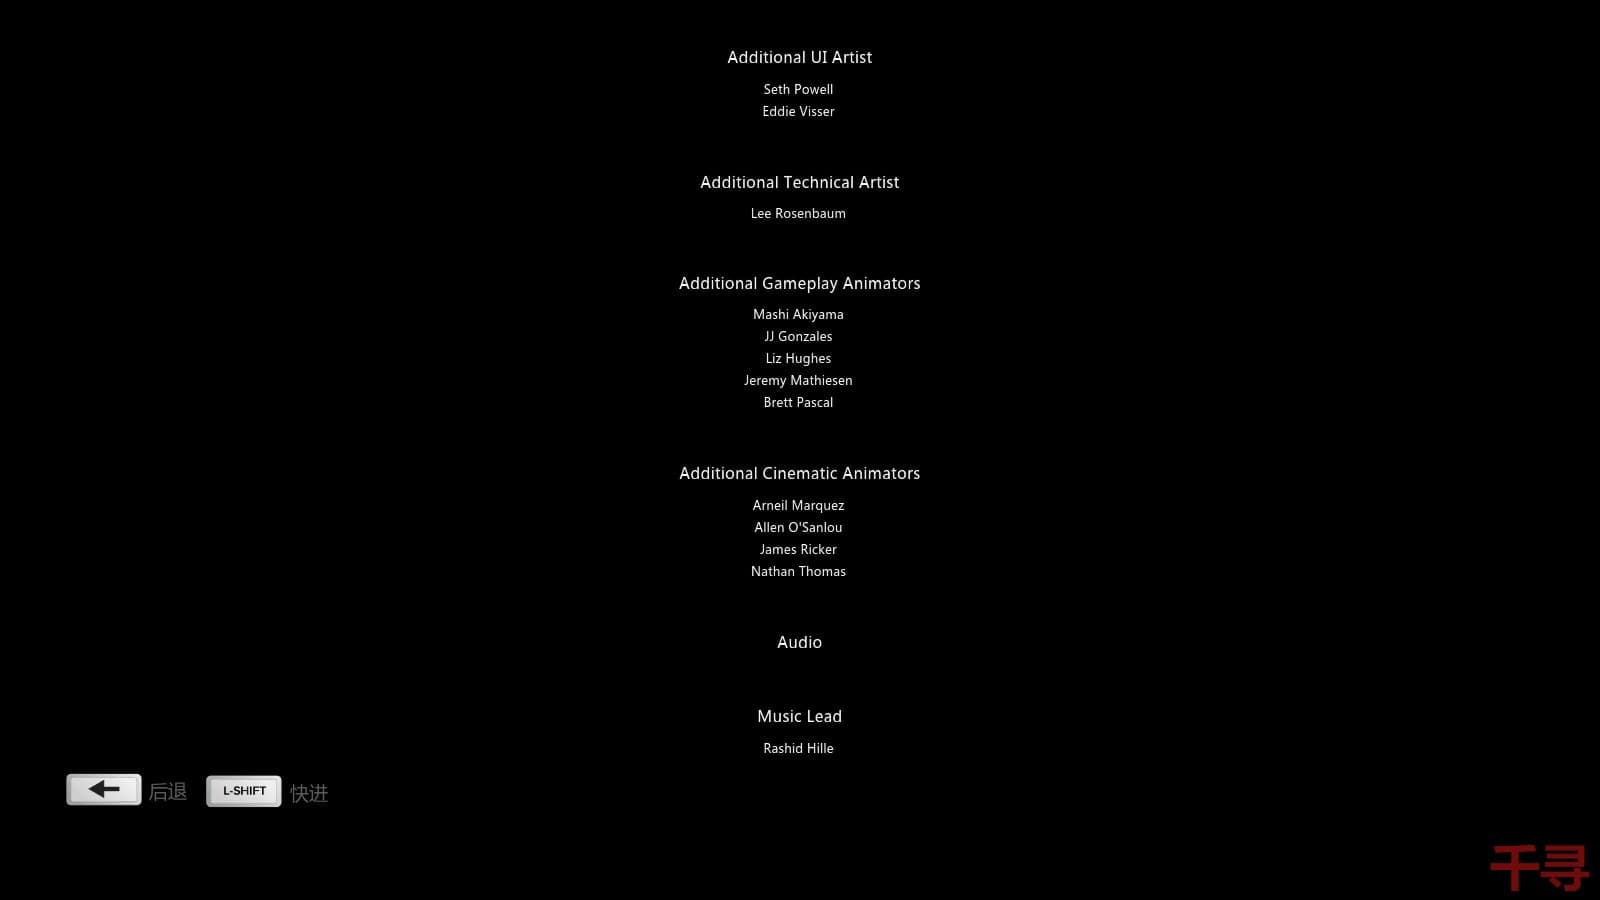 Additional UI Artist
Seth Powell
Eddie Visser
Additional Technical Artist
Lee Rosenbaum
Additional Gameplay Animators
Mashi Akiyama
JJ Gonzales
Liz Hughes
Jeremy Mathiesen
Brett Pascal
Additional Cinematic Animators
Arneil Marquez
Allen O'Sanlou
James Ricker
Nathan Thomas
Audio
Music Lead
Rashid Hille
后退 L-SHIFT 快进
千寻